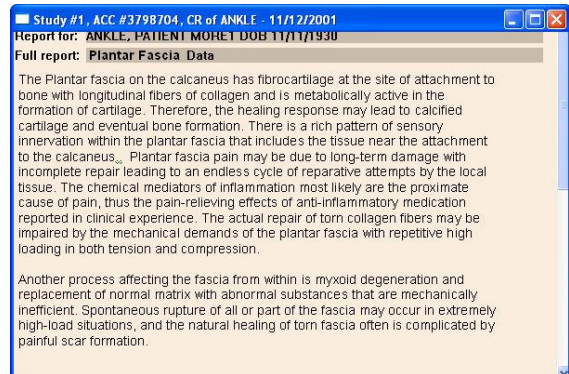 Study #1, ACC #3798704, CR of ANKLE - 11/12/2001
Report for: ANKLE, PATIENT MORE1 DOB 11/11/1930
Full report: Plantar Fascia Data
The Plantar fascia on the calcaneus has fibrocartilage at the site of attachment to
bone with longitudinal fibers of collagen and is metabolically active in the
formation of cartilage. Therefore, the healing response may lead to calcified
cartilage and eventual bone formation. There is a rich pattern of sensory
innervation within the plantar fascia that includes the tissue near the attachment
to the calcaneus.. Plantar fascia pain may be due to long-term damage with
incomplete repair leading to an endless cycle of reparative attempts by the local
tissue. The chemical mediators of inflammation most likely are the proximate
cause of pain, thus the pain-relieving effects of anti-inflammatory medication
reported in clinical experience. The actual repair of torn collagen fibers may be
impaired by the mechanical demands of the plantar fascia with repetitive high
loading in both tension and compression.
Another process affecting the fascia from within is myxoid degeneration and
replacement of normal matrix with abnormal substances that are mechanically
inefficient. Spontaneous rupture of all or part of the fascia may occur in extremely
high-load situations, and the natural healing of torn fascia often is complicated by
painful scar formation.